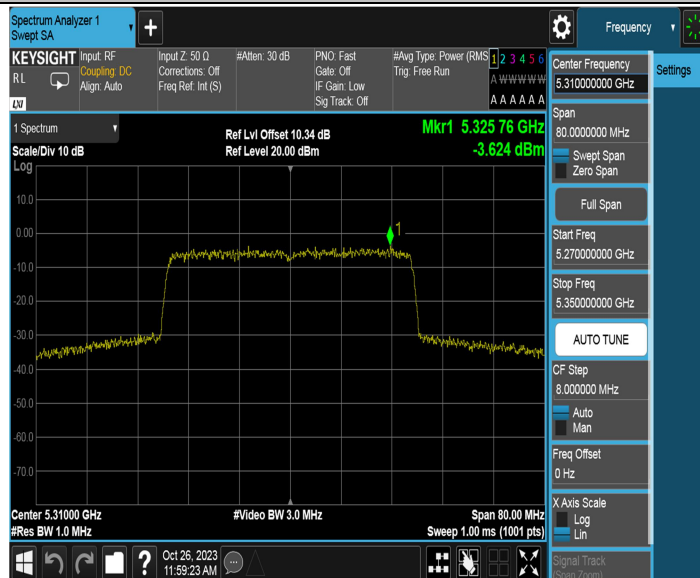 Spectrum Analyzer 1
Swept SA
+
Frequency
KEYSIGHT
RL
LXI
Input: RF
Coupling: DC
Align: Auto
Input Z: 50 Ω
Corrections: Off
Freq Ref: Int (S)
#Atten: 30 dB
PNO: Fast
Gate: Off
IF Gain: Low
Sig Track: Off
#Avg Type: Power (RMS
Trig: Free Run
1 2 3 4 5 6
A W W W W W
A A A A A A
Center Frequency
5.310000000 GHz
Settings
Span
80.0000000 MHz
Swept Span
Zero Span
Full Span
Start Freq
5.270000000 GHz
Stop Freq
5.350000000 GHz
AUTO TUNE
CF Step
8.000000 MHz
Auto
Man
Freq Offset
0 Hz
X Axis Scale
Log
Lin
Signal Track
(Span Zoom)
1 Spectrum
Scale/Div 10 dB
Log
Ref Lvl Offset 10.34 dB
Ref Level 20.00 dBm
Mkr1 5.325 76 GHz
-3.624 dBm
1
10.0
0.00
-10.0
-20.0
-30.0
-40.0
-50.0
-60.0
-70.0
Center 5.31000 GHz
#Res BW 1.0 MHz
#Video BW 3.0 MHz
Span 80.00 MHz
Sweep 1.00 ms (1001 pts)
?
Oct 26, 2023
11:59:23 AM